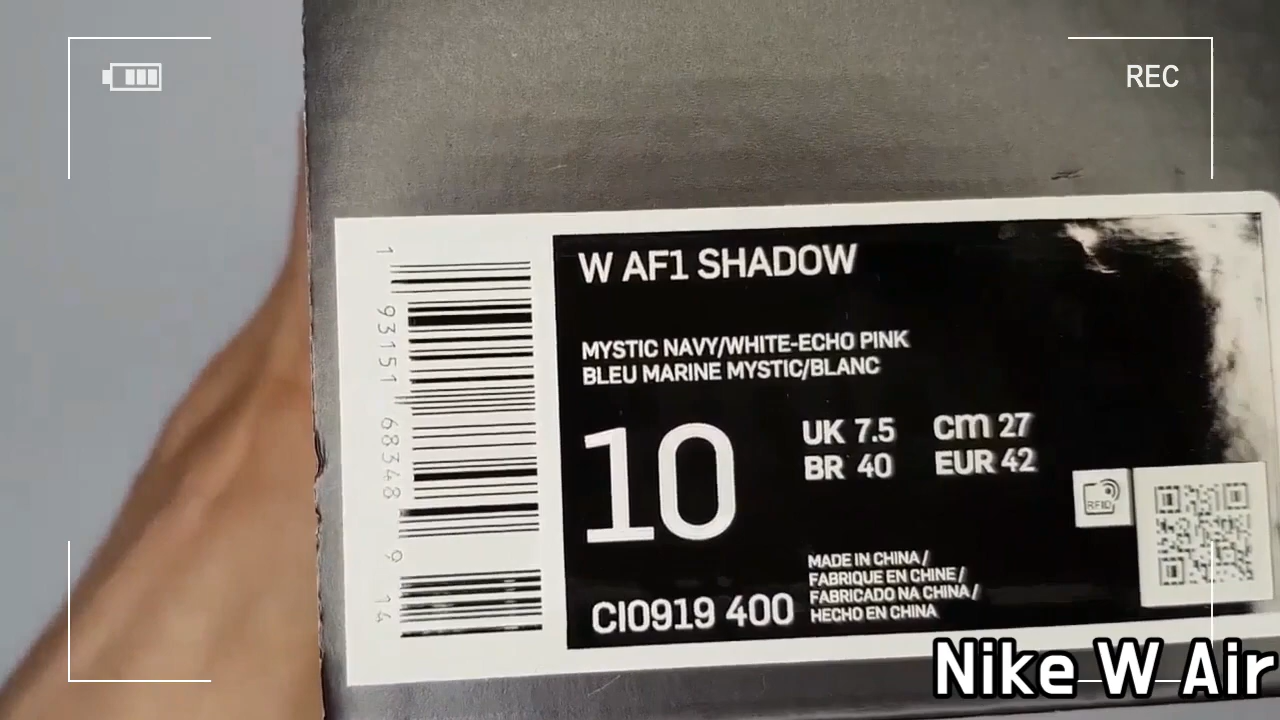 REC
W AF1 SHADOW
MYSTIC NAVY/WHITE-ECHO PINK
BLEU MARINE MYSTIC/BLANC
10
UK 7.5 cm 27
BR 40 EUR 42
RFID
MADE IN CHINA /
FABRIQUE EN CHINE /
FABRICADO NA CHINA /
HECHO EN CHINA
CI0919 400
1 93151 68348 9 14
Nike W Air